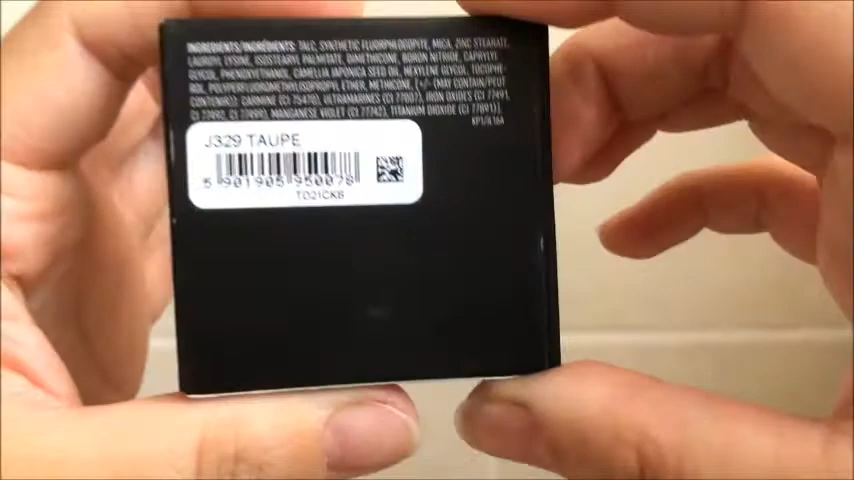 INGREDIENTS/INGRÉDIENTS: TALC, SYNTHETIC FLUORPHLOGOPITE, MICA, ZINC STEARATE,
LAUROYL LYSINE, ISOSTEARYL PALMITATE, DIMETHICONE, BORON NITRIDE, CAPRYLYL
GLYCOL, PHENOXYETHANOL, CAMELLIA JAPONICA SEED OIL, HEXYLENE GLYCOL, TOCOPHE-
METHICONE, [+/- (MAY CONTAIN/PEUT
CONTENIR): CARMINE (CI 75470), ULTRAMARINES (CI 77007), IRON OXIDES (CI 77491,
CI 77492, CI 77499), MANGANESE VIOLET (CI 77742), TITANIUM DIOXIDE (CI 77891)].
J329 TAUPE
5 901905 950078
TD21CKB